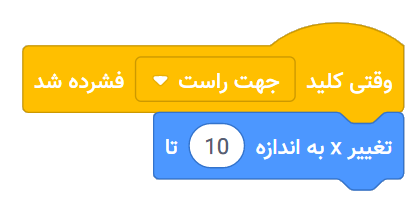 وقتی کلید جهت راست فشرده شد
تغییر x به اندازه 10 تا